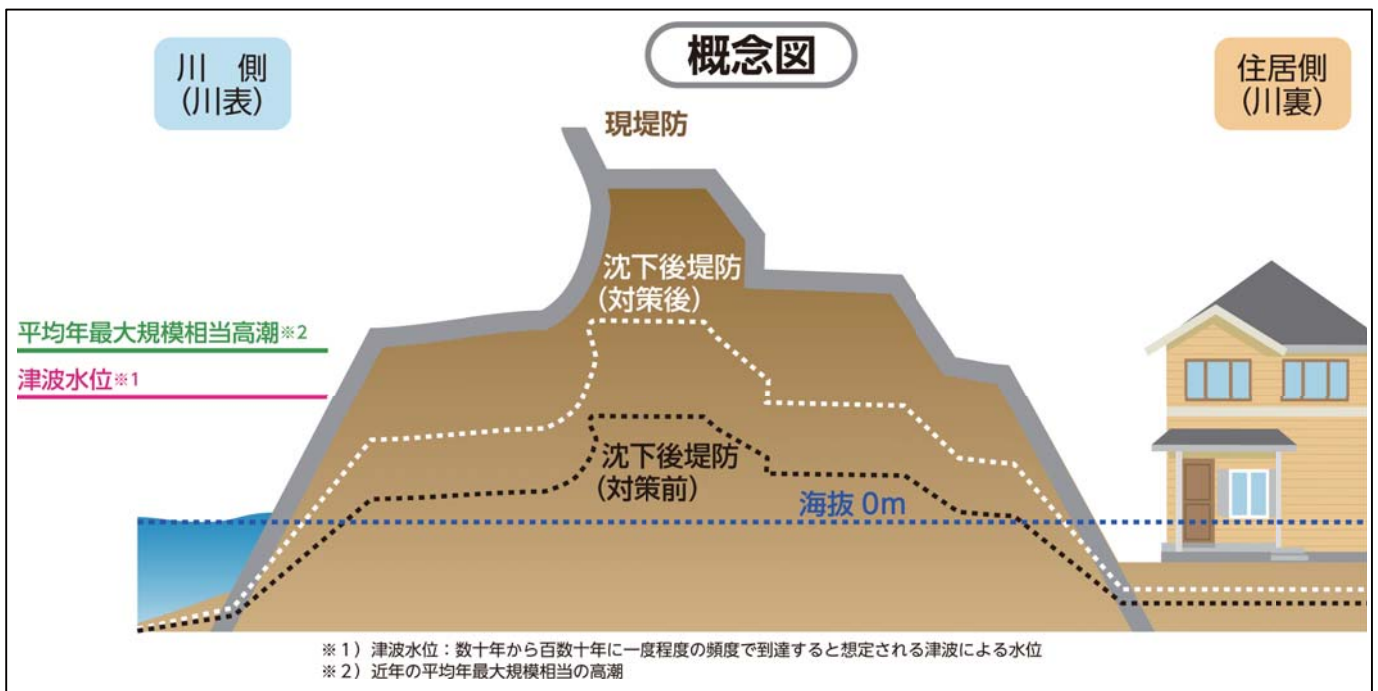 概念図
川 側
(川表)
住居側
(川裏)
現堤防
沈下後堤防
(対策後)
平均年最大規模相当高潮※2
津波水位※1
沈下後堤防
(対策前)
海抜 0m
※1）津波水位：数十年から百数十年に一度程度の頻度で到達すると想定される津波による水位
※2）近年の平均年最大規模相当の高潮